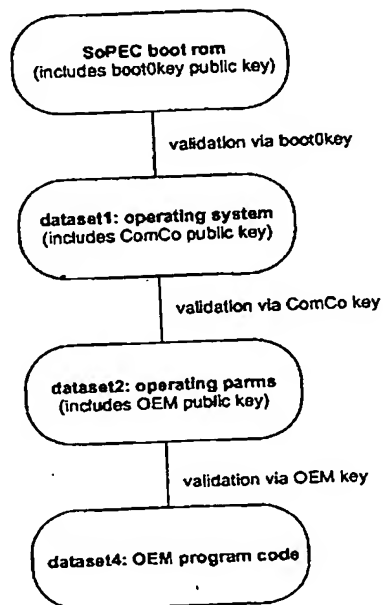 SoPEC boot rom
(includes boot0key public key)
validation via boot0key
dataset1: operating system
(includes ComCo public key)
validation via ComCo key
dataset2: operating parms
(includes OEM public key)
validation via OEM key
dataset4: OEM program code